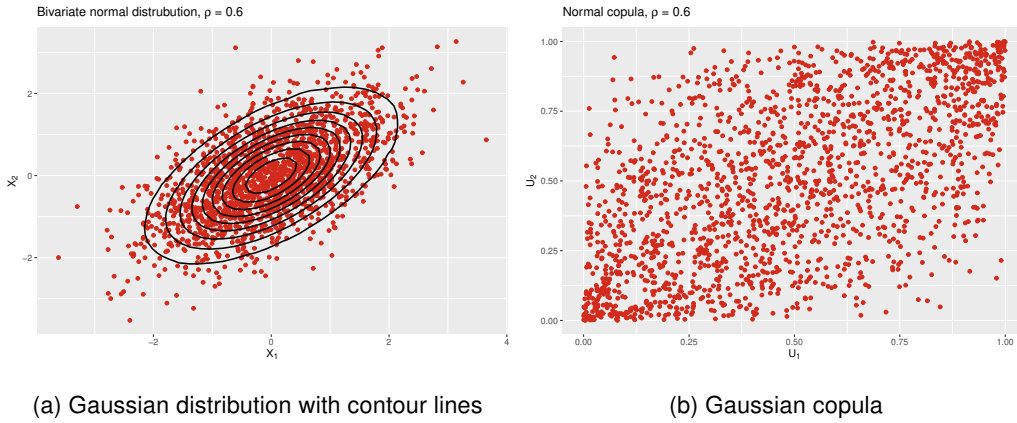 Bivariate normal distrubution, ρ = 0.6
2
0
−2
X₂
−2
0
2
4
X₁
(a) Gaussian distribution with contour lines
Normal copula, ρ = 0.6
1.00
0.75
0.50
0.25
0.00
U₂
0.00
0.25
0.50
0.75
1.00
U₁
(b) Gaussian copula